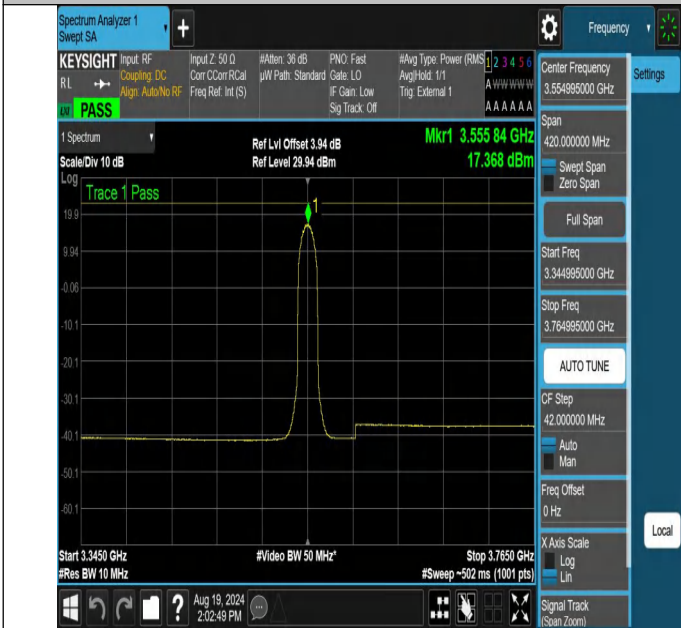 Spectrum Analyzer 1
Swept SA
+
Frequency
KEYSIGHT
RL
PASS
Input: RF
Coupling: DC
Align: Auto/No RF
Input Z: 50 Ω
Corr CCorr RCal
Freq Ref: Int (S)
#Atten: 36 dB
µW Path: Standard
PNO: Fast
Gate: LO
IF Gain: Low
Sig Track: Off
#Avg Type: Power (RMS
Avg|Hold: 1/1
Trig: External 1
1 2 3 4 5 6
A W W W W W
A A A A A A
1 Spectrum
Scale/Div 10 dB
Log
Ref Lvl Offset 3.94 dB
Ref Level 29.94 dBm
Mkr1 3.555 84 GHz
17.368 dBm
Trace 1 Pass
1
19.9
9.94
-0.06
-10.1
-20.1
-30.1
-40.1
-50.1
-60.1
Start 3.3450 GHz
#Res BW 10 MHz
#Video BW 50 MHz*
Stop 3.7650 GHz
#Sweep ~502 ms (1001 pts)
Aug 19, 2024
2:02:49 PM
?
Center Frequency
3.554995000 GHz
Span
420.000000 MHz
Swept Span
Zero Span
Full Span
Start Freq
3.344995000 GHz
Stop Freq
3.764995000 GHz
AUTO TUNE
CF Step
42.000000 MHz
Auto
Man
Freq Offset
0 Hz
X Axis Scale
Log
Lin
Signal Track
(Span Zoom)
Settings
Local